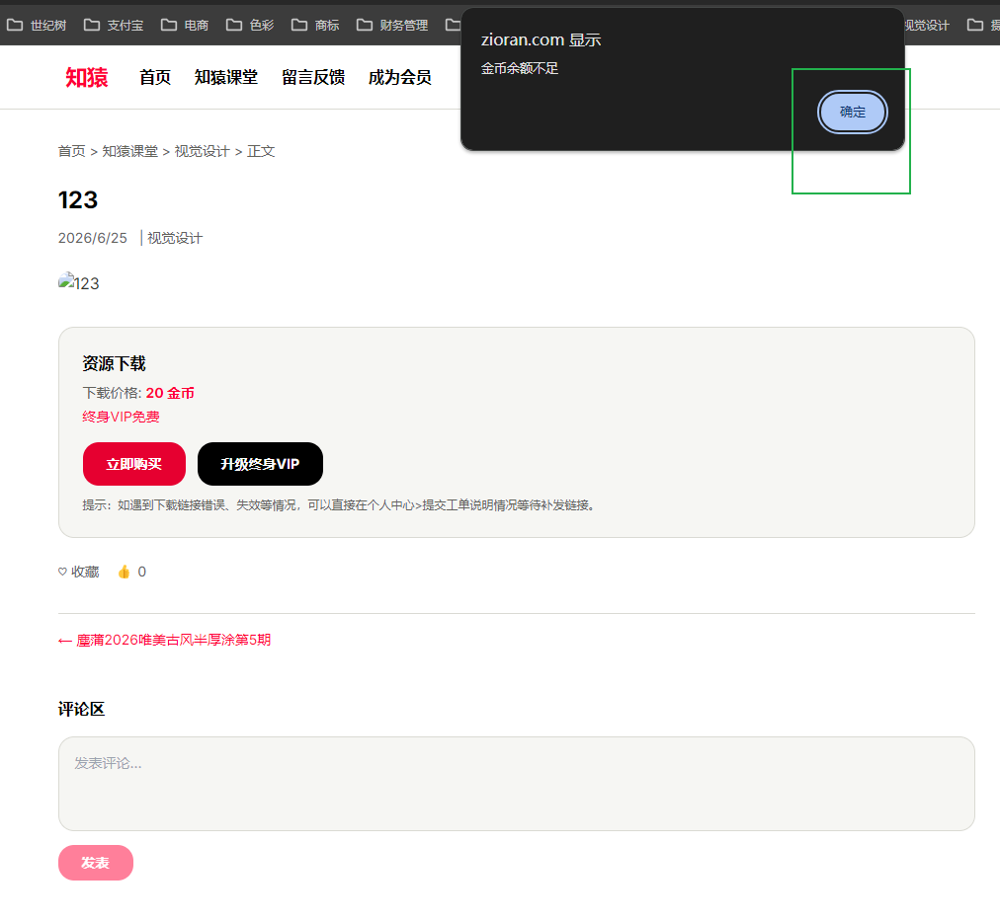 世纪树 支付宝 电商 色彩 商标 财务管理 视觉设计
zioran.com 显示
金币余额不足
确定
知猿 首页 知猿课堂 留言反馈 成为会员
首页 > 知猿课堂 > 视觉设计 > 正文
123
2026/6/25 | 视觉设计
123
资源下载
下载价格: 20 金币
终身VIP免费
立即购买 升级终身VIP
提示：如遇到下载链接错误、失效等情况，可以直接在个人中心>提交工单说明情况等待补发链接。
♡ 收藏 👍 0
← 塵蒲2026唯美古风半厚涂第5期
评论区
发表评论...
发表